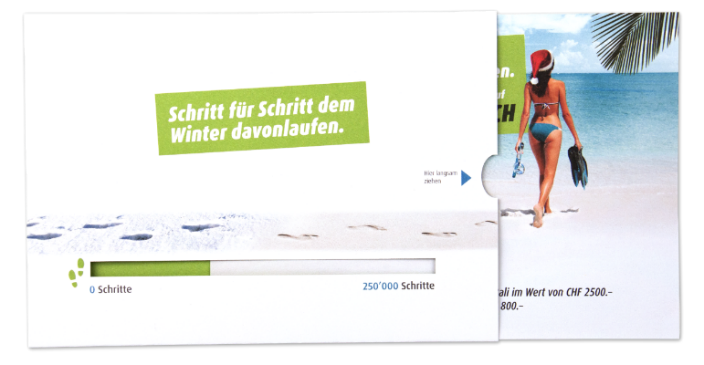 Schritt für Schritt dem
Winter davonlaufen.
Hier langsam
ziehen
0 Schritte
250'000 Schritte
en.
uf
CH
ali im Wert von CHF 2500.–
800.–